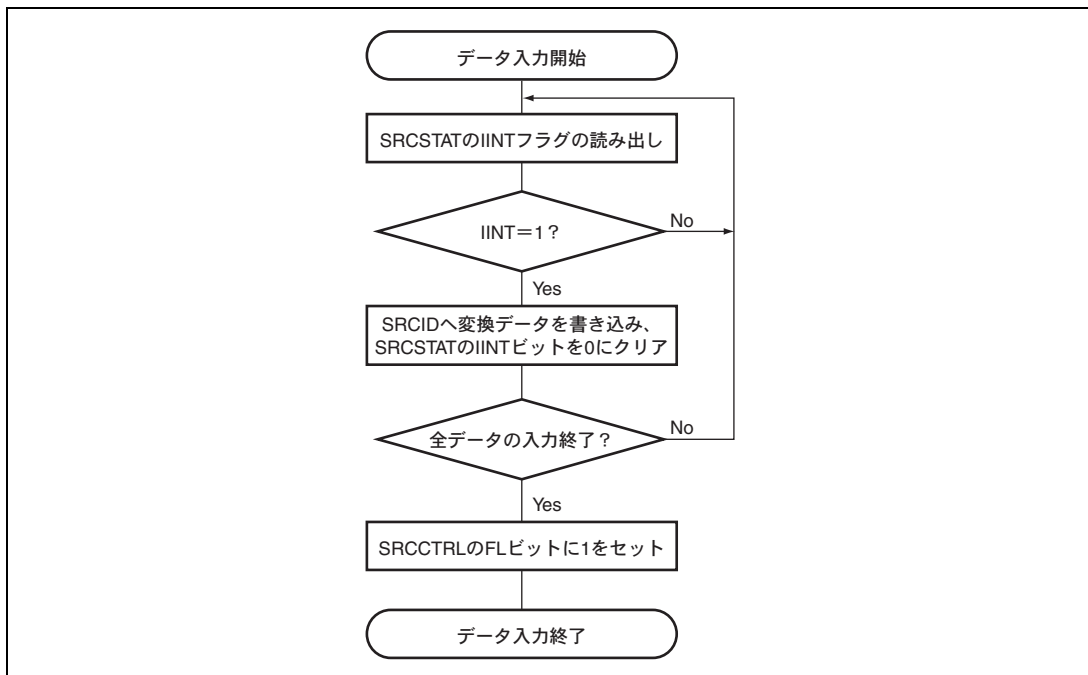 データ入力開始
SRCSTATのIINTフラグの読み出し
IINT＝1？
No
Yes
SRCIDへ変換データを書き込み、
SRCSTATのIINTビットを0にクリア
全データの入力終了？
No
Yes
SRCCTRLのFLビットに1をセット
データ入力終了